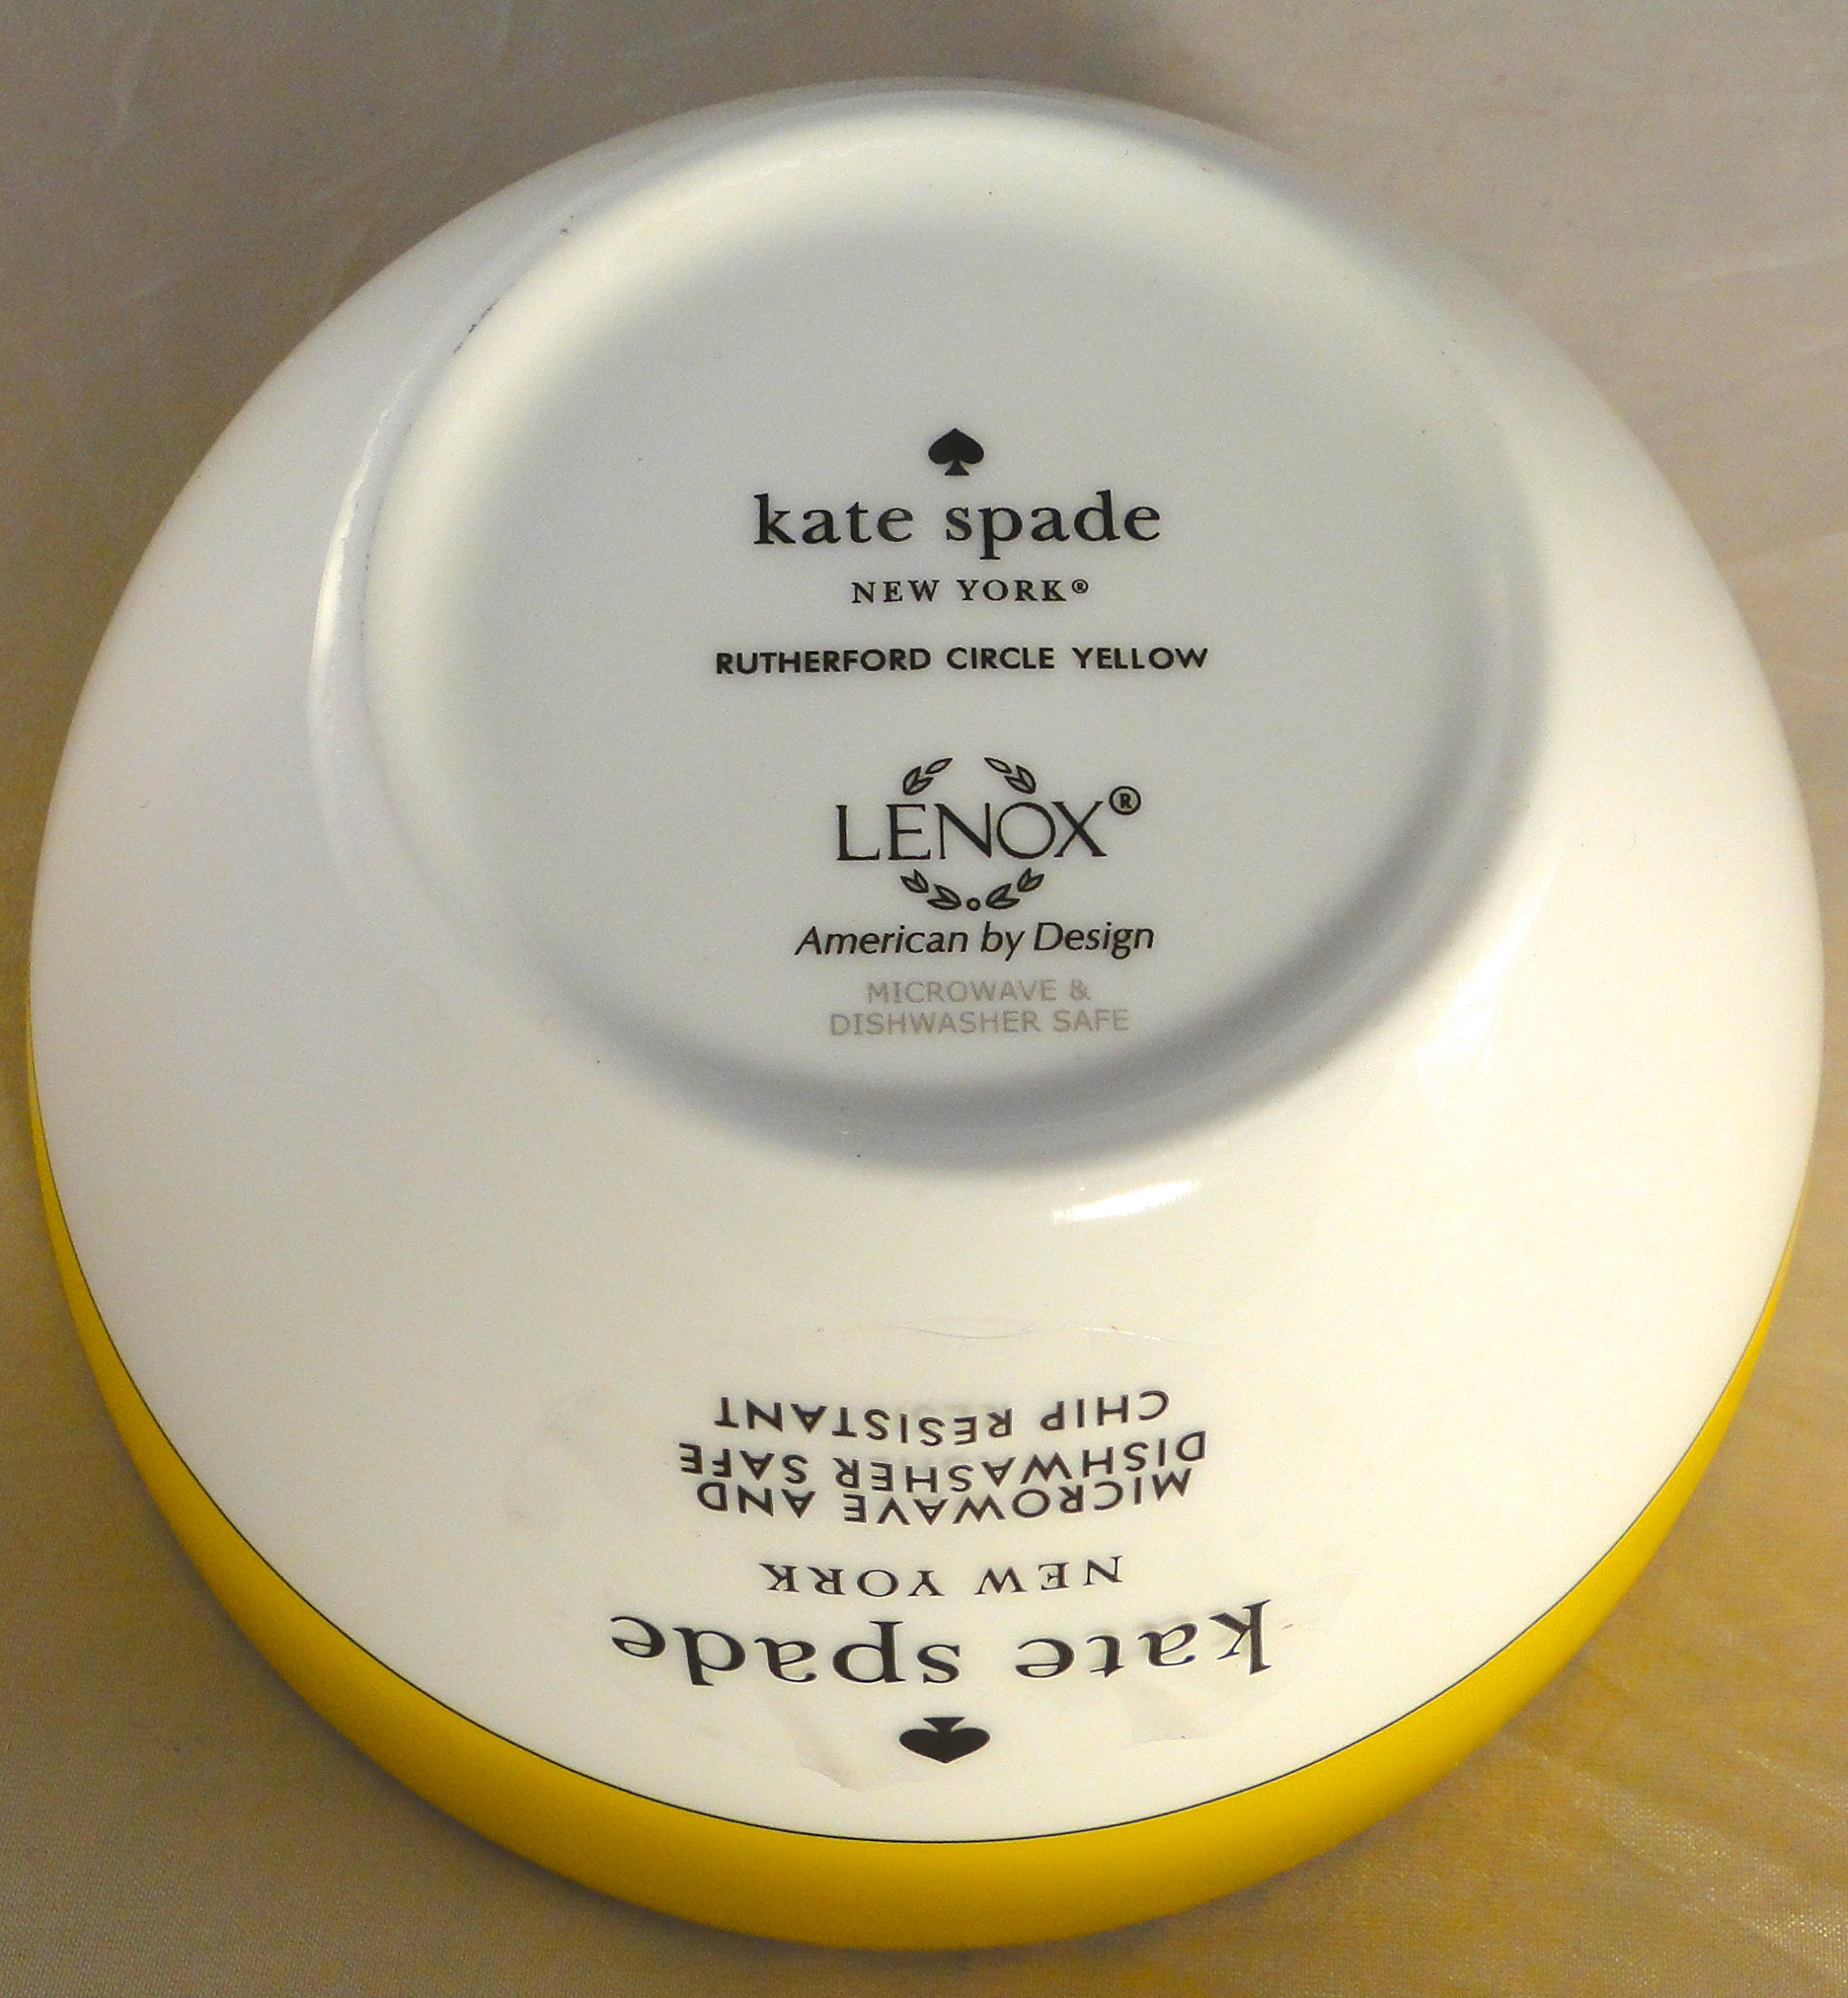 kate spade
NEW YORK®
RUTHERFORD CIRCLE YELLOW
LENOX®
American by Design
MICROWAVE &
DISHWASHER SAFE
kate spade
NEW YORK
MICROWAVE AND
DISHWASHER SAFE
CHIP RESISTANT